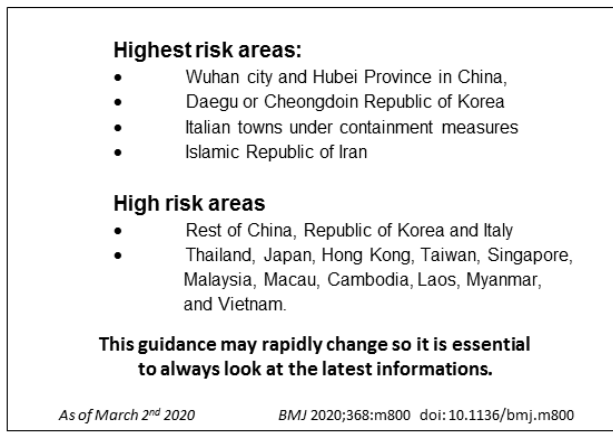 Highest risk areas:
• Wuhan city and Hubei Province in China,
• Daegu or Cheongdoin Republic of Korea
• Italian towns under containment measures
• Islamic Republic of Iran
High risk areas
• Rest of China, Republic of Korea and Italy
• Thailand, Japan, Hong Kong, Taiwan, Singapore,
Malaysia, Macau, Cambodia, Laos, Myanmar,
and Vietnam.
This guidance may rapidly change so it is essential
to always look at the latest informations.
As of March 2nd 2020 BMJ 2020;368:m800 doi: 10.1136/bmj.m800